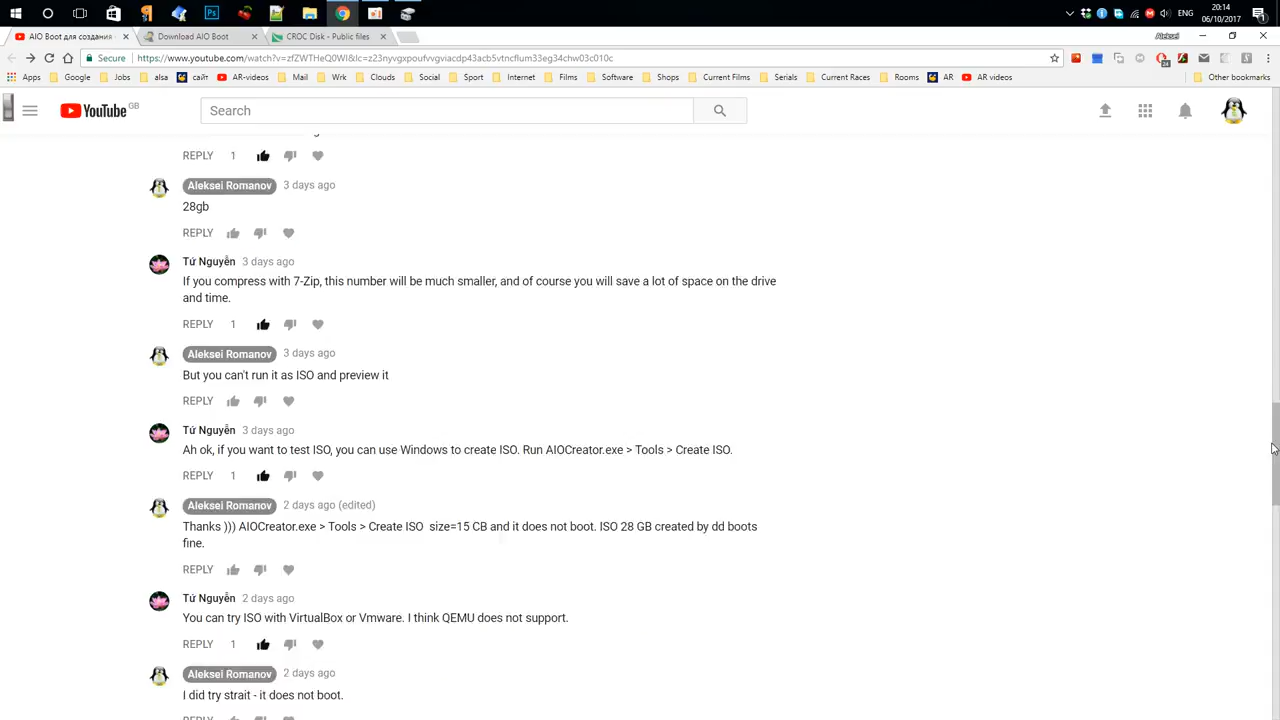 20:14
ENG
06/10/2017
AIO Boot для создания
Download AIO Boot
CROC Disk - Public files
Aleksei
Secure
https://www.youtube.com/watch?v=zfZWTHeQ0WI&lc=z23nyvgxpoufvvgviacdp43acb5vtncflum33eg34chw03c010c
24
Apps
Google
Jobs
alsa
сайт
AR-videos
Mail
Wrk
Clouds
Social
Sport
Internet
Films
Software
Shops
Current Films
Serials
Current Races
Rooms
AR
AR videos
Other bookmarks
YouTube GB
Search
REPLY 1
Aleksei Romanov 3 days ago
28gb
REPLY
Tứ Nguyễn 3 days ago
If you compress with 7-Zip, this number will be much smaller, and of course you will save a lot of space on the drive
and time.
REPLY 1
Aleksei Romanov 3 days ago
But you can't run it as ISO and preview it
REPLY
Tứ Nguyễn 3 days ago
Ah ok, if you want to test ISO, you can use Windows to create ISO. Run AIOCreator.exe > Tools > Create ISO.
REPLY 1
Aleksei Romanov 2 days ago (edited)
Thanks ))) AIOCreator.exe > Tools > Create ISO size=15 CB and it does not boot. ISO 28 GB created by dd boots
fine.
REPLY
Tứ Nguyễn 2 days ago
You can try ISO with VirtualBox or Vmware. I think QEMU does not support.
REPLY 1
Aleksei Romanov 2 days ago
I did try strait - it does not boot.